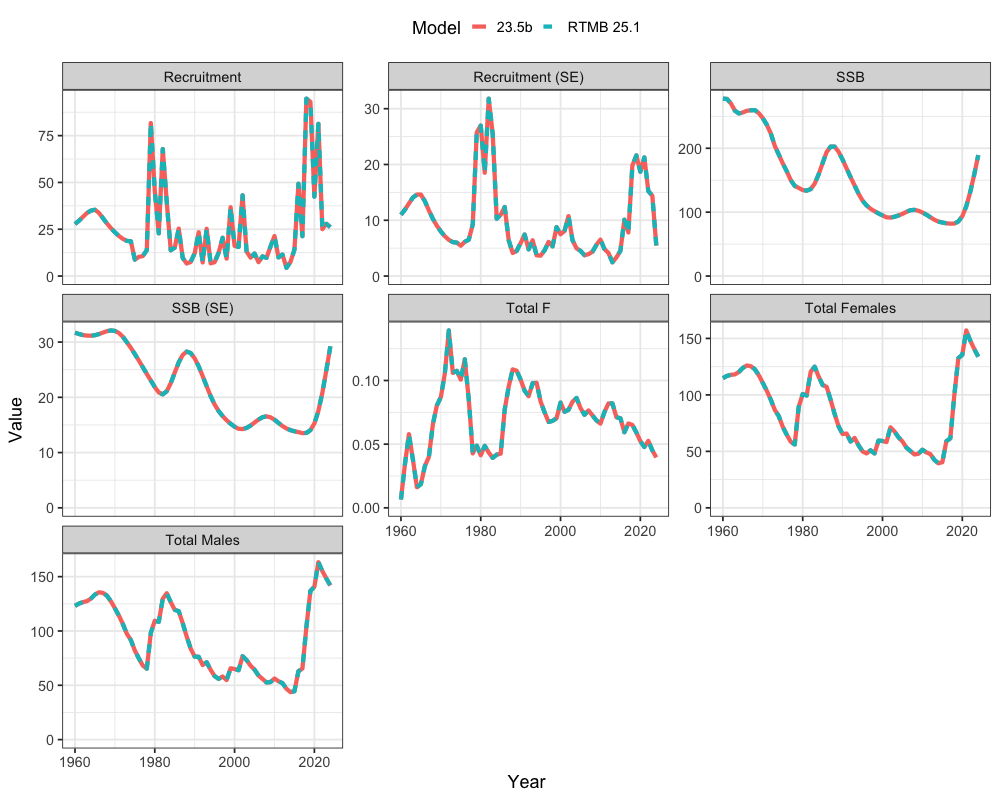 Model 23.5b RTMB 25.1
Recruitment Recruitment (SE) SSB
75
50
25
0
30
20
10
0
200
100
0
SSB (SE) Total F Total Females
30
20
10
0
0.10
0.05
0.00
150
100
50
0
1960 1980 2000 2020
1960 1980 2000 2020
Total Males
150
100
50
0
1960 1980 2000 2020
Value
Year